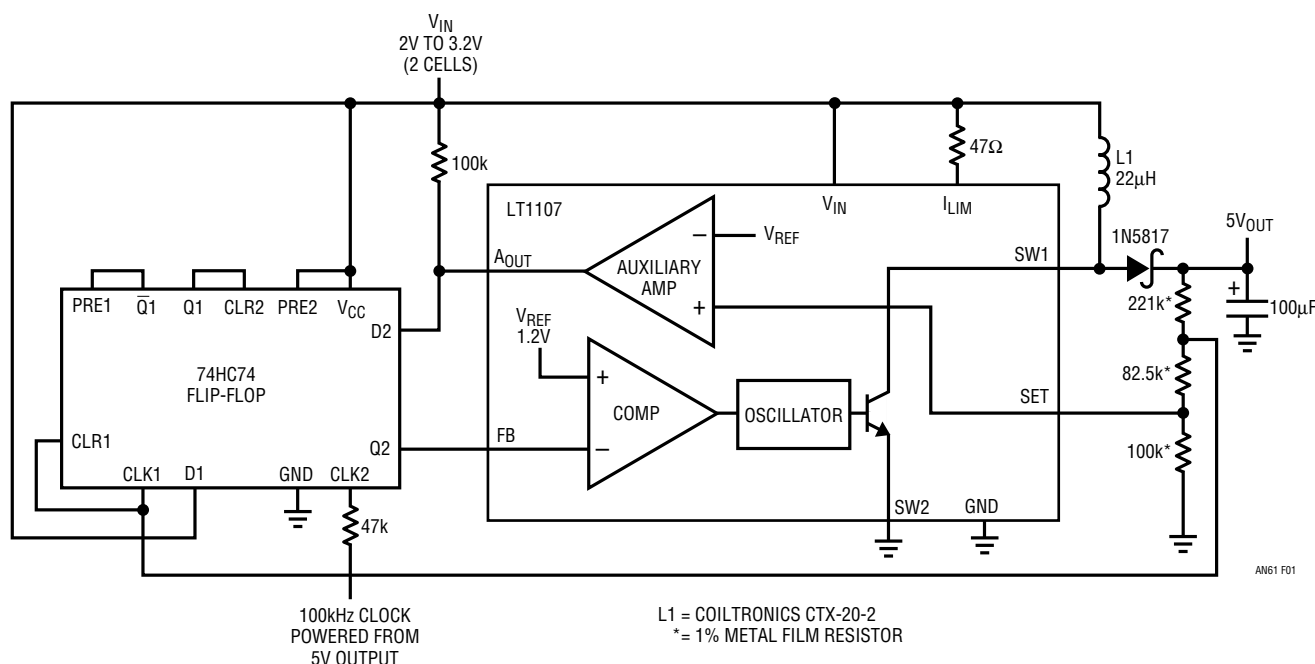 VIN
2V TO 3.2V
(2 CELLS)
100k
47Ω
L1
22µH
LT1107
VIN
ILIM
VREF
AUXILIARY
AMP
−
+
AOUT
SW1
1N5817
5VOUT
+
100µF
221k*
PRE1
Q̅1
Q1
CLR2
PRE2
VCC
D2
74HC74
FLIP-FLOP
VREF
1.2V
+
COMP
−
OSCILLATOR
82.5k*
SET
CLR1
Q2
FB
100k*
CLK1
D1
GND
CLK2
SW2
GND
47k
AN61 F01
100kHz CLOCK
POWERED FROM
5V OUTPUT
L1 = COILTRONICS CTX-20-2
*= 1% METAL FILM RESISTOR